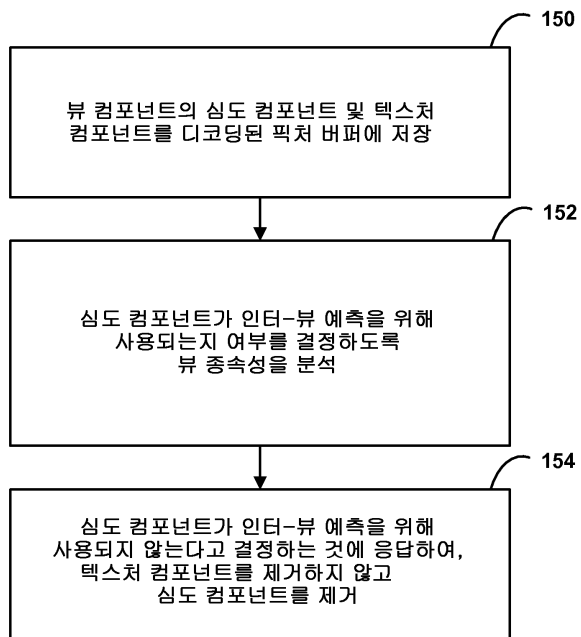 150
뷰 컴포넌트의 심도 컴포넌트 및 텍스처
컴포넌트를 디코딩된 픽처 버퍼에 저장
152
심도 컴포넌트가 인터-뷰 예측을 위해
사용되는지 여부를 결정하도록
뷰 종속성을 분석
154
심도 컴포넌트가 인터-뷰 예측을 위해
사용되지 않는다고 결정하는 것에 응답하여,
텍스처 컴포넌트를 제거하지 않고
심도 컴포넌트를 제거